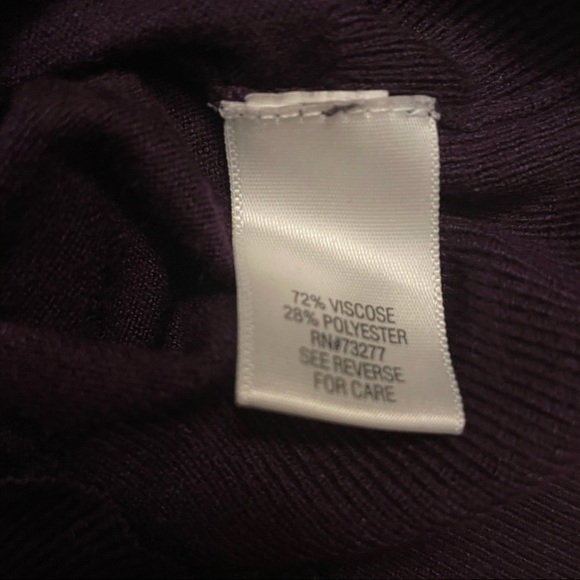 72% VISCOSE
28% POLYESTER
RN#73277
SEE REVERSE
FOR CARE